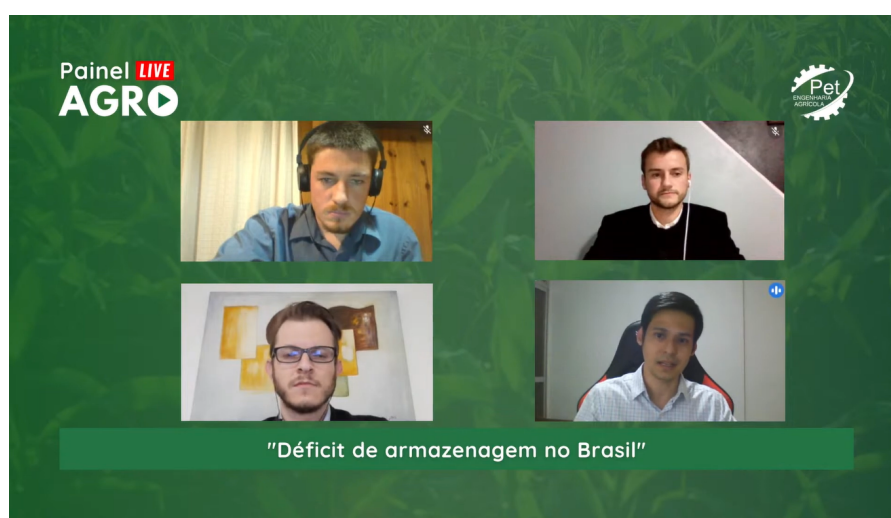 Painel LIVE
AGRO
Pet
ENGENHARIA
AGRÍCOLA
"Déficit de armazenagem no Brasil"